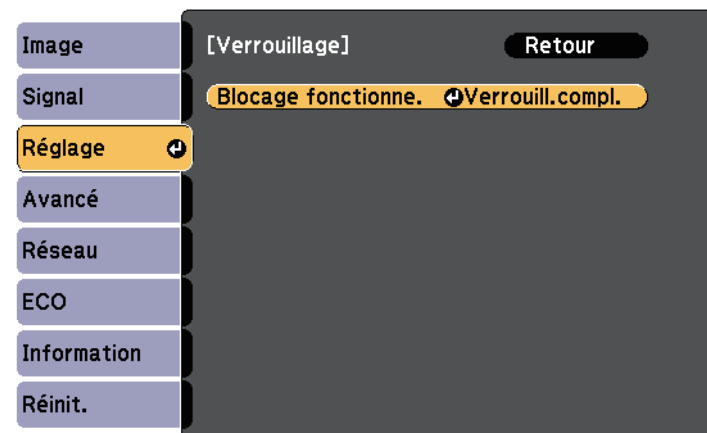 Image
Signal
Réglage
Avancé
Réseau
ECO
Information
Réinit.
[Verrouillage] Retour
Blocage fonctionne. Verrouill.compl.